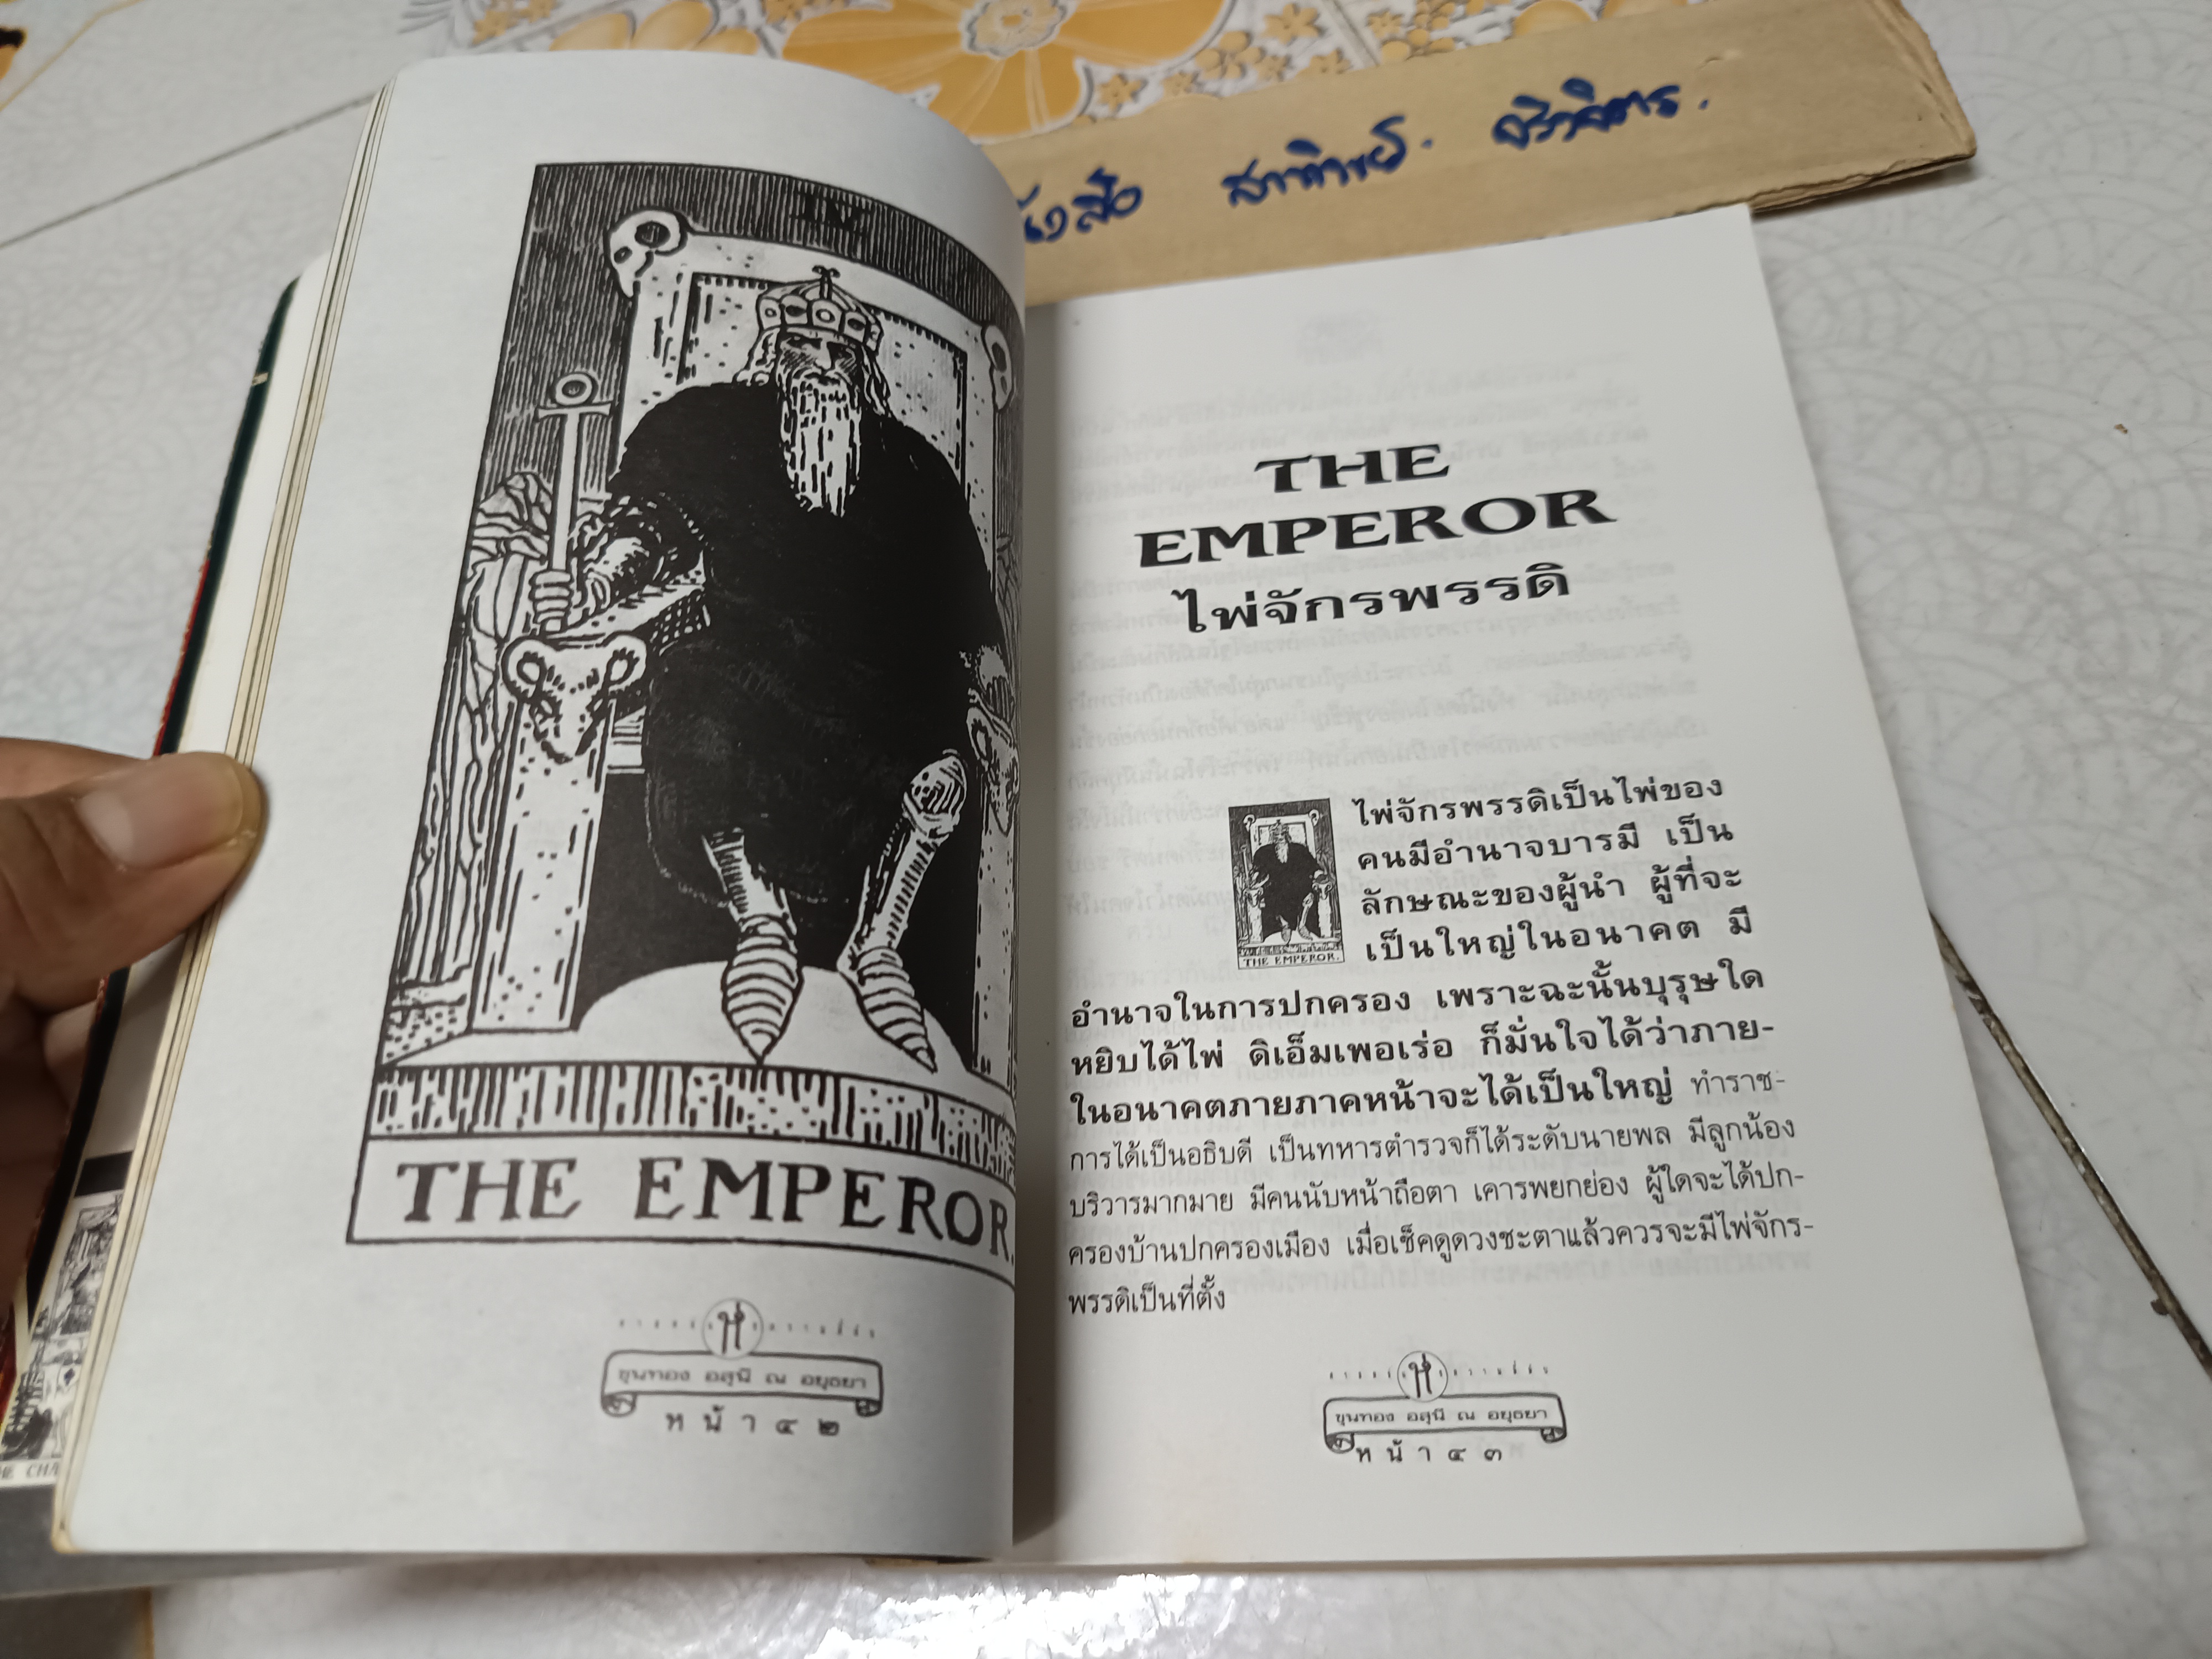 หนังสือ สาทิพย์.
IV
THE EMPEROR.
ขุนทอง อสุนี ณ อยุธยา
หน้า ๔๒
THE
EMPEROR
ไพ่จักรพรรดิ
ไพ่จักรพรรดิเป็นไพ่ของ
คนมีอำนาจบารมี เป็น
ลักษณะของผู้นำ ผู้ที่จะ
เป็นใหญ่ในอนาคต มี
THE EMPEROR.
อำนาจในการปกครอง เพราะฉะนั้นบุรุษใด
หยิบได้ไพ่ ดิเอ็มเพอเร่อ ก็มั่นใจได้ว่าภาย-
ในอนาคตภายภาคหน้าจะได้เป็นใหญ่ ทำราช-
การได้เป็นอธิบดี เป็นทหารตำรวจก็ได้ระดับนายพล มีลูกน้อง
บริวารมากมาย มีคนนับหน้าถือตา เคารพยกย่อง ผู้ใดจะได้ปก-
ครองบ้านปกครองเมือง เมื่อเช็คดูดวงชะตาแล้วควรจะมีไพ่จักร-
พรรดิเป็นที่ตั้ง
ขุนทอง อสุนี ณ อยุธยา
หน้า ๔๓